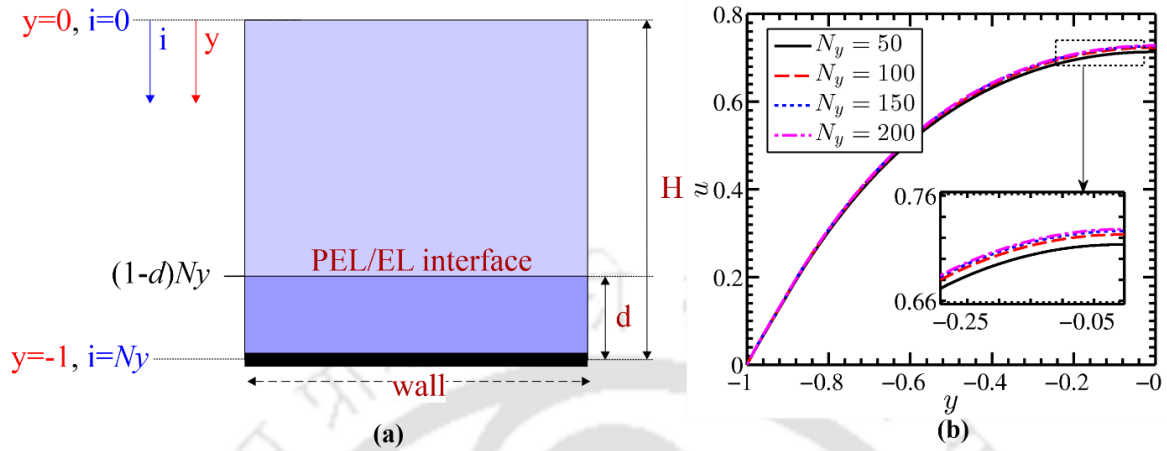 y=0, i=0
i
y
H
PEL/EL interface
(1-d)Ny
d
y=-1, i=Ny
wall
(a)
0.8
0.6
0.4
0.2
0
u
N_y = 50
N_y = 100
N_y = 150
N_y = 200
0.76
0.66
−0.25 −0.05
−1 −0.8 −0.6 −0.4 −0.2 −0
y
(b)